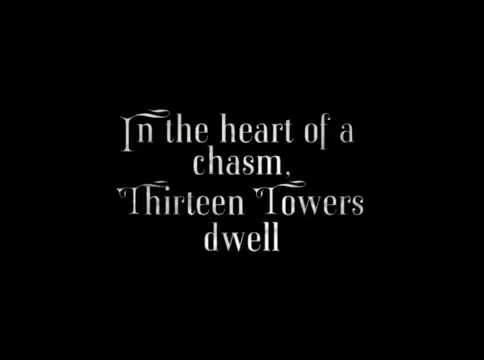 In the heart of a
chasm,
Thirteen Towers
dwell